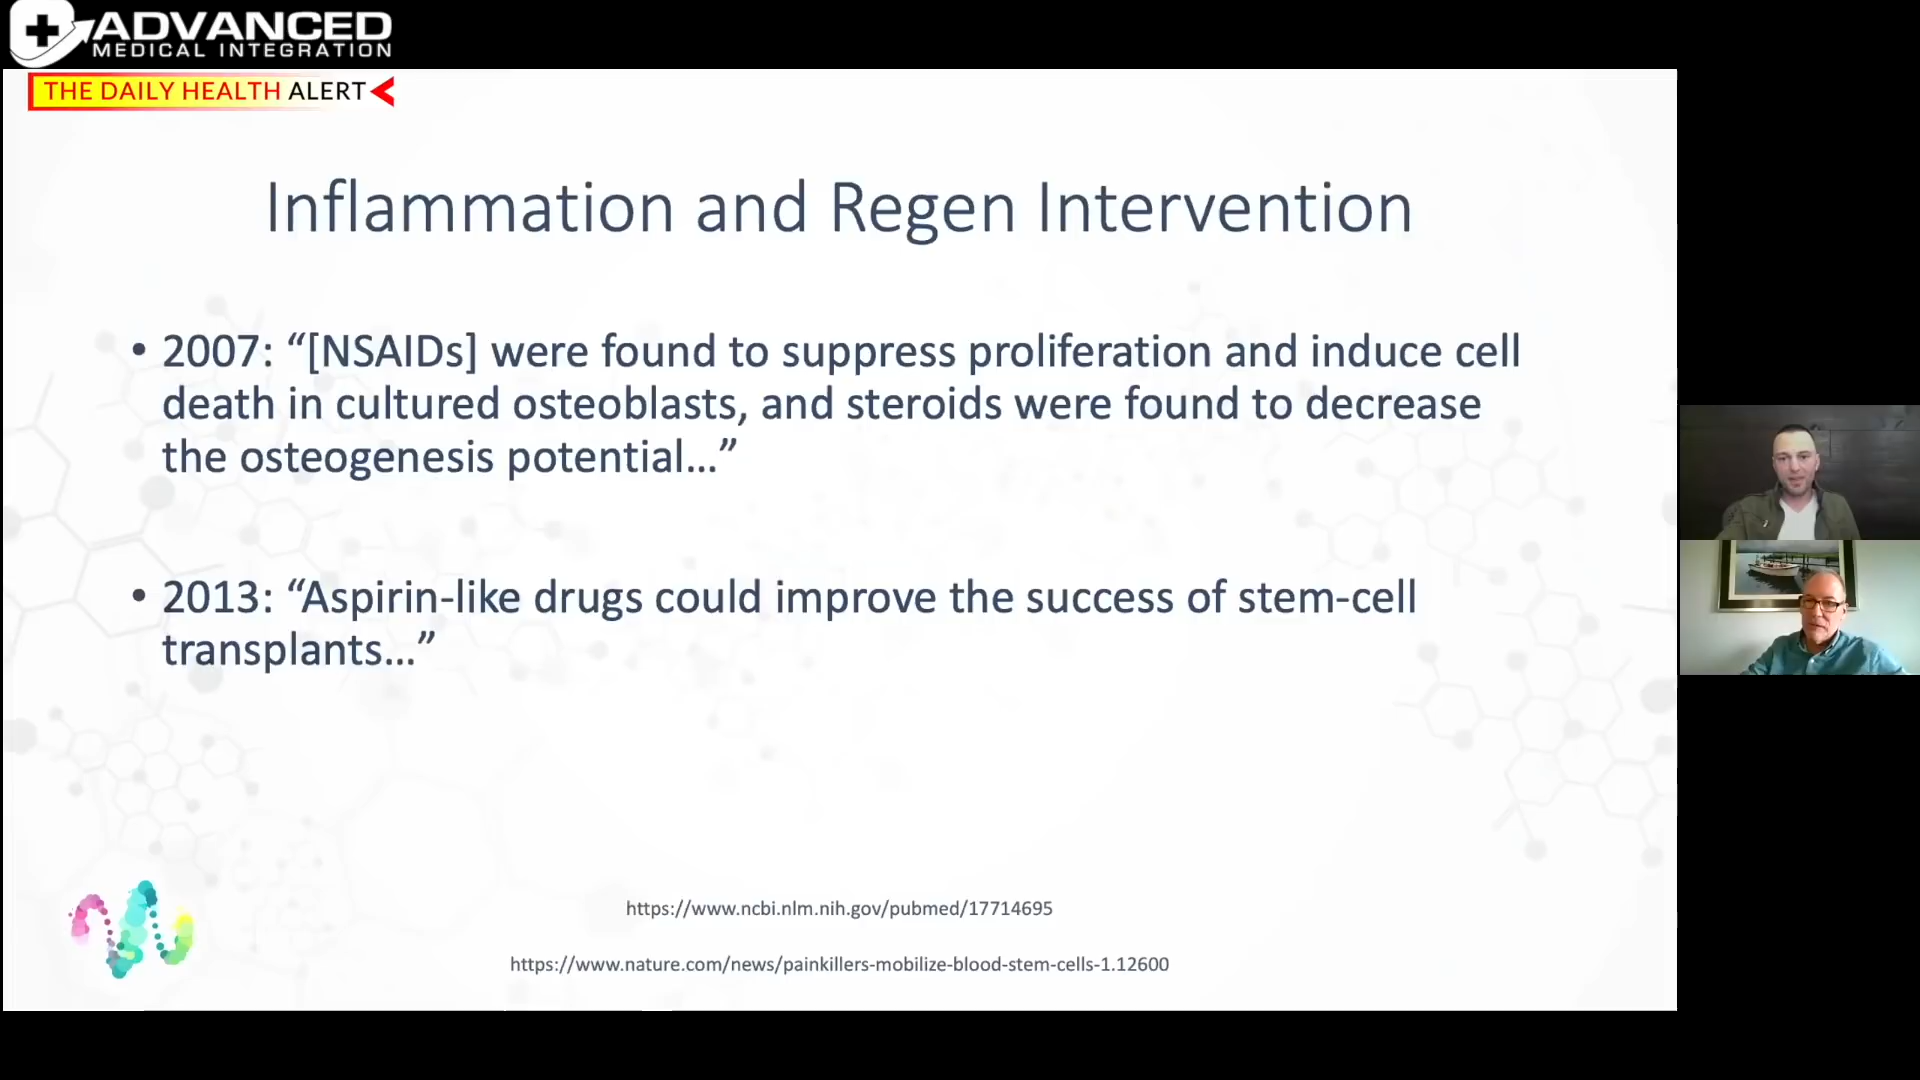 ADVANCED
MEDICAL INTEGRATION
THE DAILY HEALTH ALERT
Inflammation and Regen Intervention
• 2007: “[NSAIDs] were found to suppress proliferation and induce cell
death in cultured osteoblasts, and steroids were found to decrease
the osteogenesis potential…”
• 2013: “Aspirin-like drugs could improve the success of stem-cell
transplants…”
https://www.ncbi.nlm.nih.gov/pubmed/17714695
https://www.nature.com/news/painkillers-mobilize-blood-stem-cells-1.12600